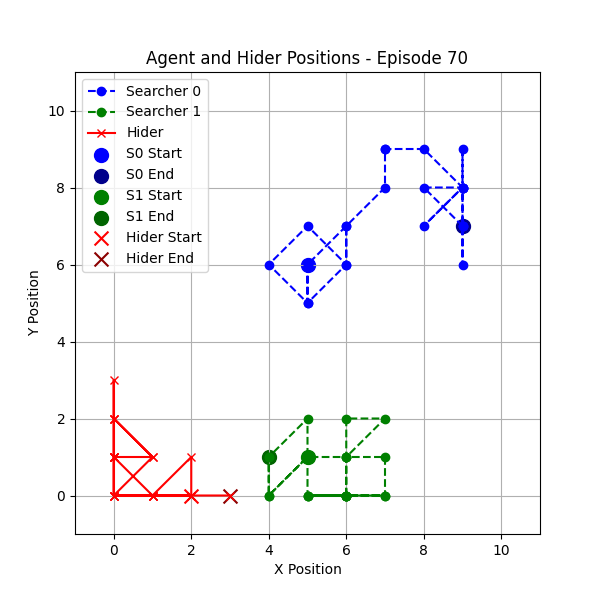 Agent and Hider Positions - Episode 70
Searcher 0
Searcher 1
Hider
S0 Start
S0 End
S1 Start
S1 End
Hider Start
Hider End
Y Position
10
8
6
4
2
0
0 2 4 6 8 10
X Position